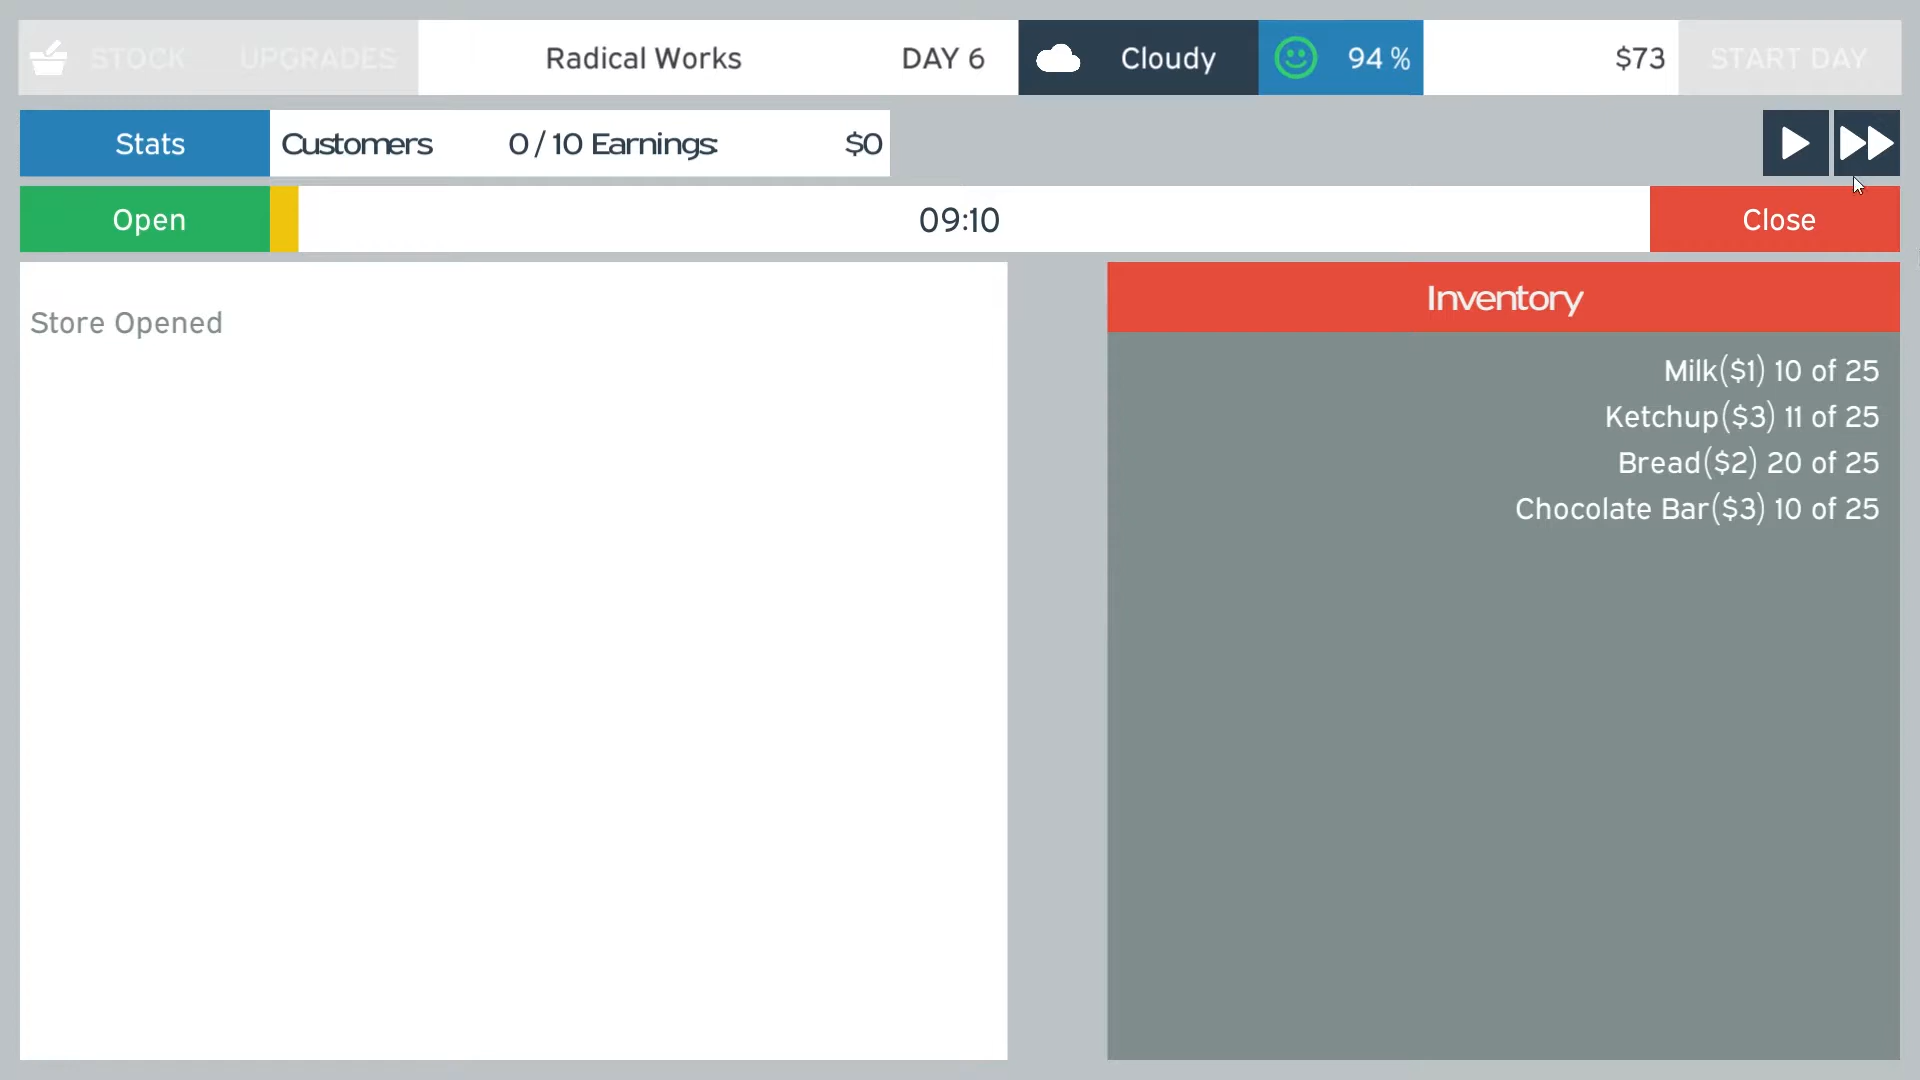 STOCK UPGRADES Radical Works DAY 6 Cloudy 94 % $73 START DAY
Stats Customers 0 / 10 Earnings: $0
Open 09:10 Close
Store Opened
Inventory
Milk($1) 10 of 25
Ketchup($3) 11 of 25
Bread($2) 20 of 25
Chocolate Bar($3) 10 of 25